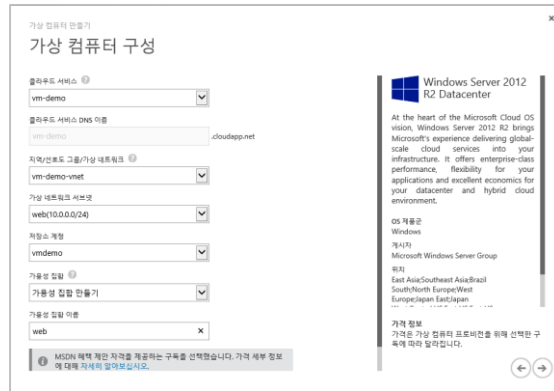 가상 컴퓨터 만들기
가상 컴퓨터 구성
클라우드 서비스
vm-demo
클라우드 서비스 DNS 이름
vm-demo .cloudapp.net
지역/선호도 그룹/가상 네트워크
vm-demo-vnet
가상 네트워크 서브넷
web(10.0.0.0/24)
저장소 계정
vmdemo
가용성 집합
가용성 집합 만들기
가용성 집합 이름
web
MSDN 혜택 제안 자격을 제공하는 구독을 선택했습니다. 가격 세부 정보
에 대해 자세히 알아보십시오.
Windows Server 2012
R2 Datacenter
At the heart of the Microsoft Cloud OS
vision, Windows Server 2012 R2 brings
Microsoft's experience delivering global-
scale cloud services into your
infrastructure. It offers enterprise-class
performance, flexibility for your
applications and excellent economics for
your datacenter and hybrid cloud
environment.
OS 제품군
Windows
게시자
Microsoft Windows Server Group
위치
East Asia;Southeast Asia;Brazil
South;North Europe;West
Europe;Japan East;Japan
가격 정보
가격은 가상 컴퓨터 프로비전을 위해 선택한 구
독에 따라 달라집니다.